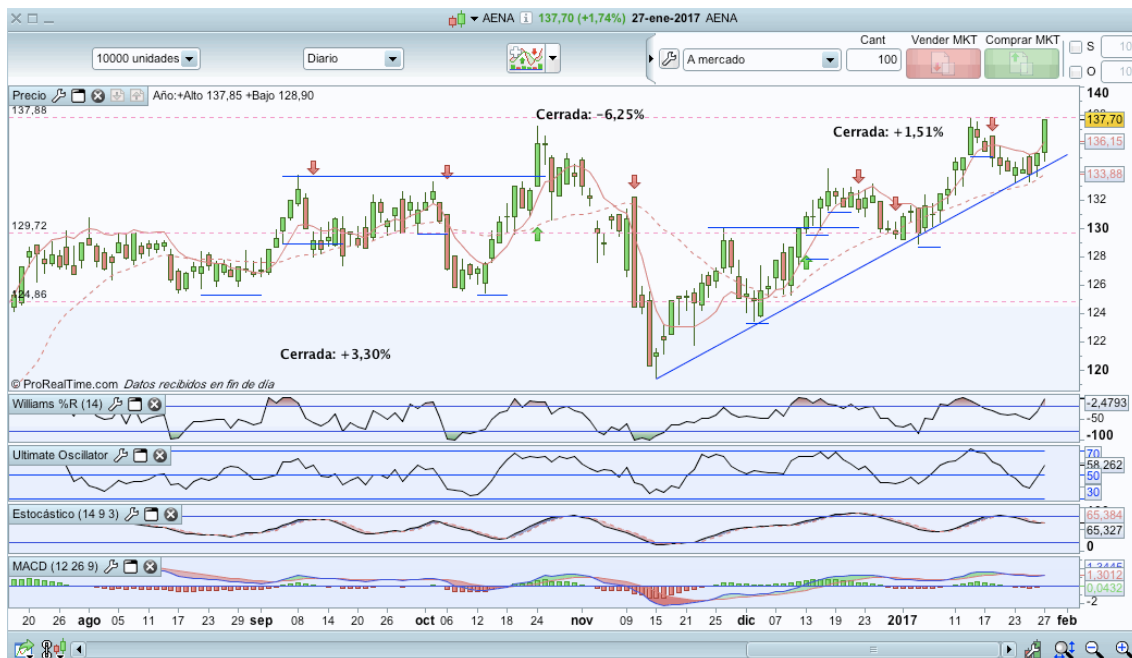 AENA 137,70 (+1,74%) 27-ene-2017 AENA
10000 unidades
Diario
A mercado
Cant
100
Vender MKT
Comprar MKT
S
10
O
10
Precio
Año:+Alto 137,85 +Bajo 128,90
137,88
129,72
124,86
Cerrada: -6,25%
Cerrada: +1,51%
Cerrada: +3,30%
140
137,70
136,15
133,88
132
130
128
126
124
122
120
© ProRealTime.com Datos recibidos en fin de día
Williams %R (14)
-2,4793
-50
-100
Ultimate Oscillator
70
58,262
50
30
Estocástico (14 9 3)
65,384
65,327
0
MACD (12 26 9)
1,3012
0,0432
-2
20 26 ago 05 11 17 23 29 sep 08 14 20 26 oct 06 12 18 24 nov 09 15 21 25 dic 07 13 19 23 2017 11 17 23 27 feb